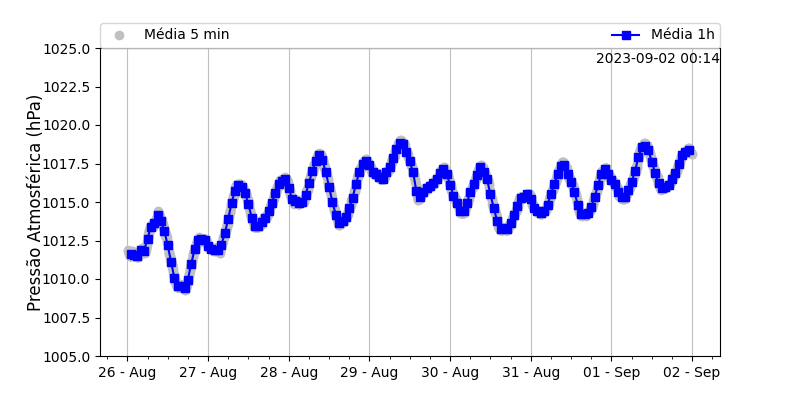 Média 5 min
Média 1h
2023-09-02 00:14
Pressão Atmosférica (hPa)
1025.0
1022.5
1020.0
1017.5
1015.0
1012.5
1010.0
1007.5
1005.0
26 - Aug
27 - Aug
28 - Aug
29 - Aug
30 - Aug
31 - Aug
01 - Sep
02 - Sep